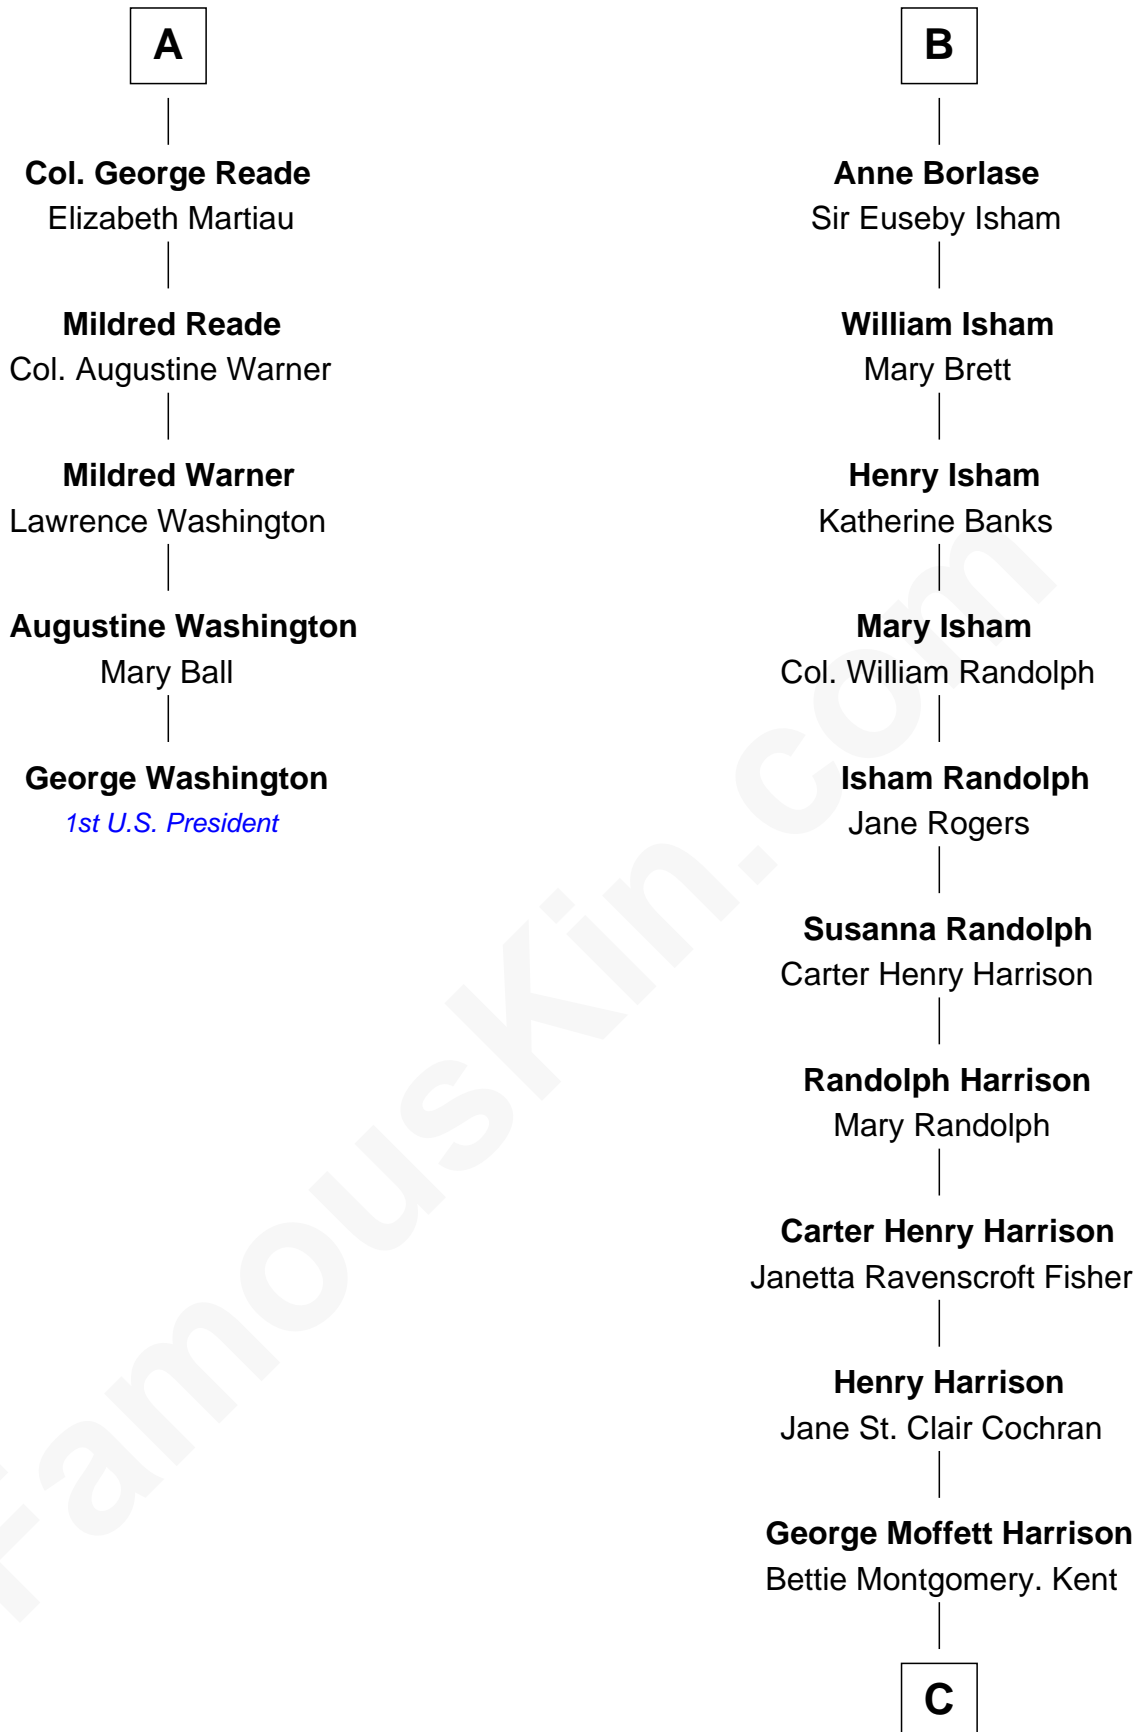 A
Col. George Reade
Elizabeth Martiau
Mildred Reade
Col. Augustine Warner
Mildred Warner
Lawrence Washington
Augustine Washington
Mary Ball
George Washington
1st U.S. President
B
Anne Borlase
Sir Euseby Isham
William Isham
Mary Brett
Henry Isham
Katherine Banks
Mary Isham
Col. William Randolph
Isham Randolph
Jane Rogers
Susanna Randolph
Carter Henry Harrison
Randolph Harrison
Mary Randolph
Carter Henry Harrison
Janetta Ravenscroft Fisher
Henry Harrison
Jane St. Clair Cochran
George Moffett Harrison
Bettie Montgomery. Kent
C
FamousKin.com